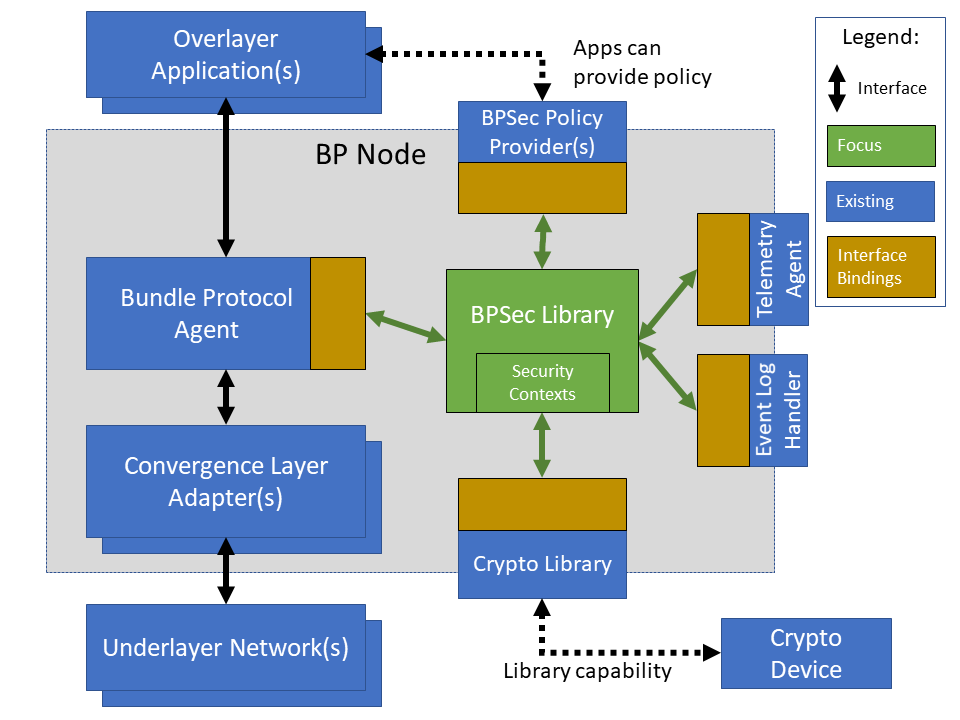 Overlayer
Application(s)
Apps can
provide policy
Legend:
Interface
Focus
Existing
Interface
Bindings
BP Node
BPSec Policy
Provider(s)
Telemetry
Agent
Bundle Protocol
Agent
BPSec Library
Security
Contexts
Event Log
Handler
Convergence Layer
Adapter(s)
Crypto Library
Underlayer Network(s)
Library capability
Crypto
Device